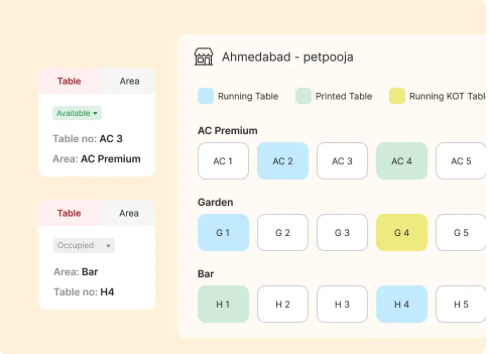 Table Area
Available
Table no: AC 3
Area: AC Premium
Table Area
Occupied
Area: Bar
Table no: H4
Ahmedabad - petpooja
Running Table Printed Table Running KOT
AC Premium
AC 1 AC 2 AC 3 AC 4 AC 5
Garden
G 1 G 2 G 3 G 4 G 5
Bar
H 1 H 2 H 3 H 4 H 5